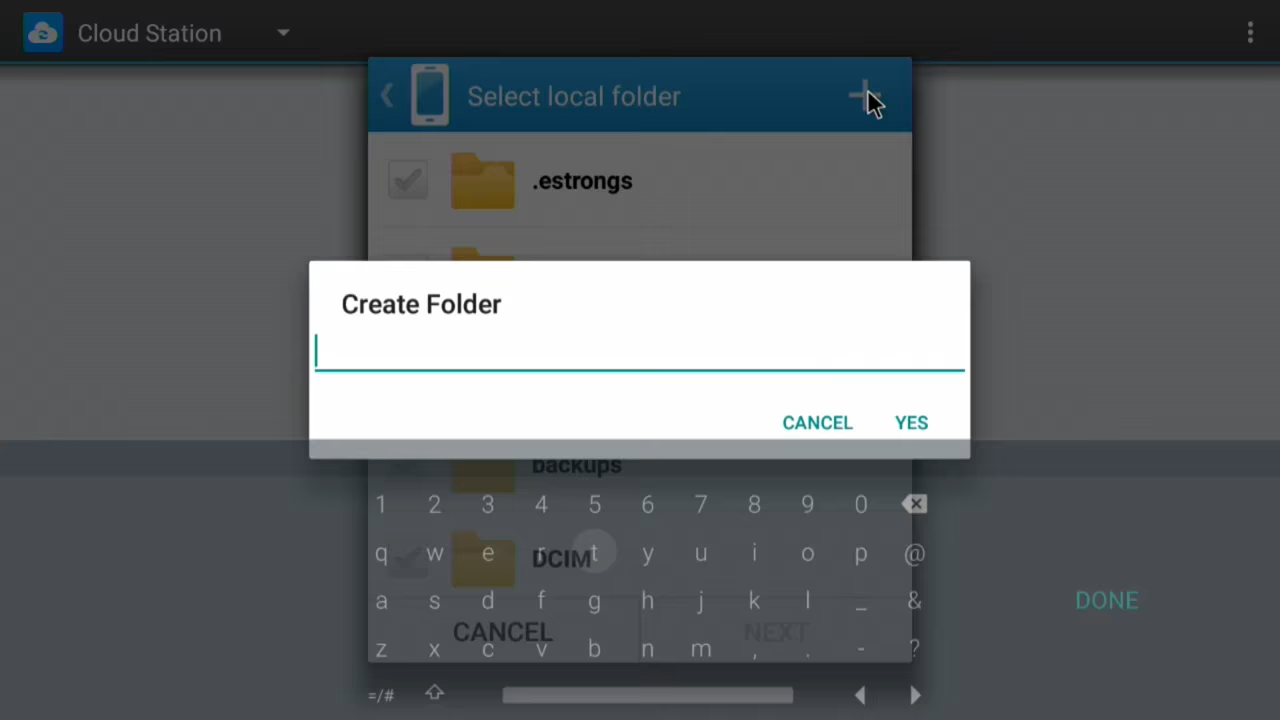 Cloud Station
Select local folder
.estrongs
Create Folder
CANCEL YES
backups
1 2 3 4 5 6 7 8 9 0
q w e r t y u i o p @
DCIM
a s d f g h j k l _ &
DONE
CANCEL NEXT
z x c v b n m , . - ?
=/#